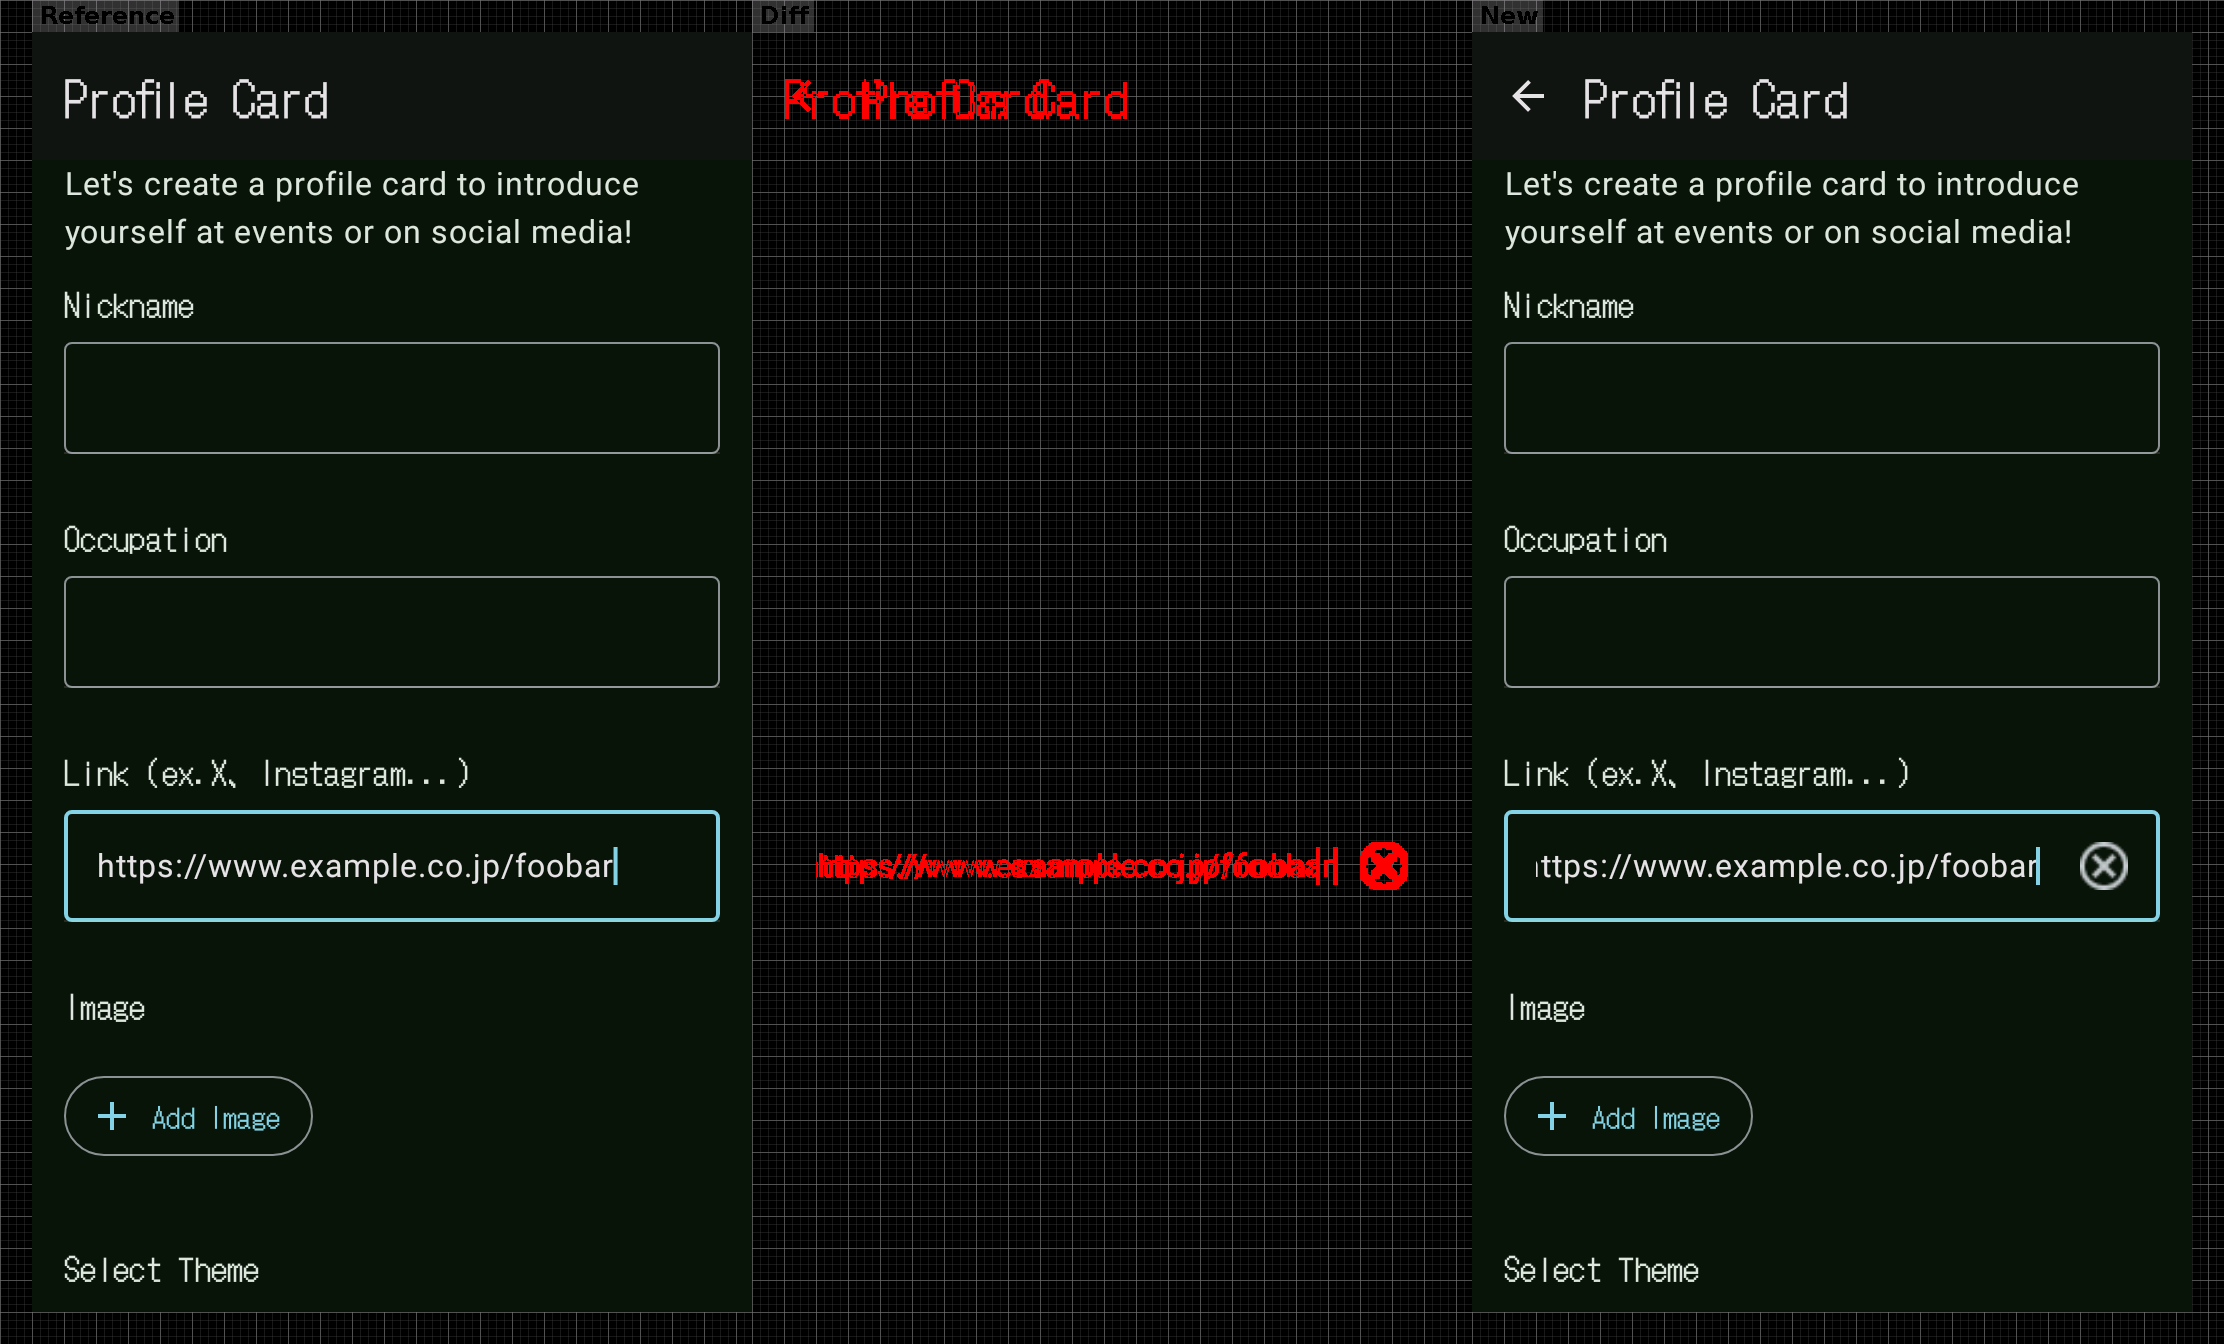 Reference
Profile Card
Let's create a profile card to introduce
yourself at events or on social media!
Nickname
Occupation
Link (ex.X、Instagram...)
https://www.example.co.jp/foobar
Image
+ Add Image
Select Theme
Diff
New
Profile Card
Let's create a profile card to introduce
yourself at events or on social media!
Nickname
Occupation
Link (ex.X、Instagram...)
ttps://www.example.co.jp/foobar
Image
+ Add Image
Select Theme